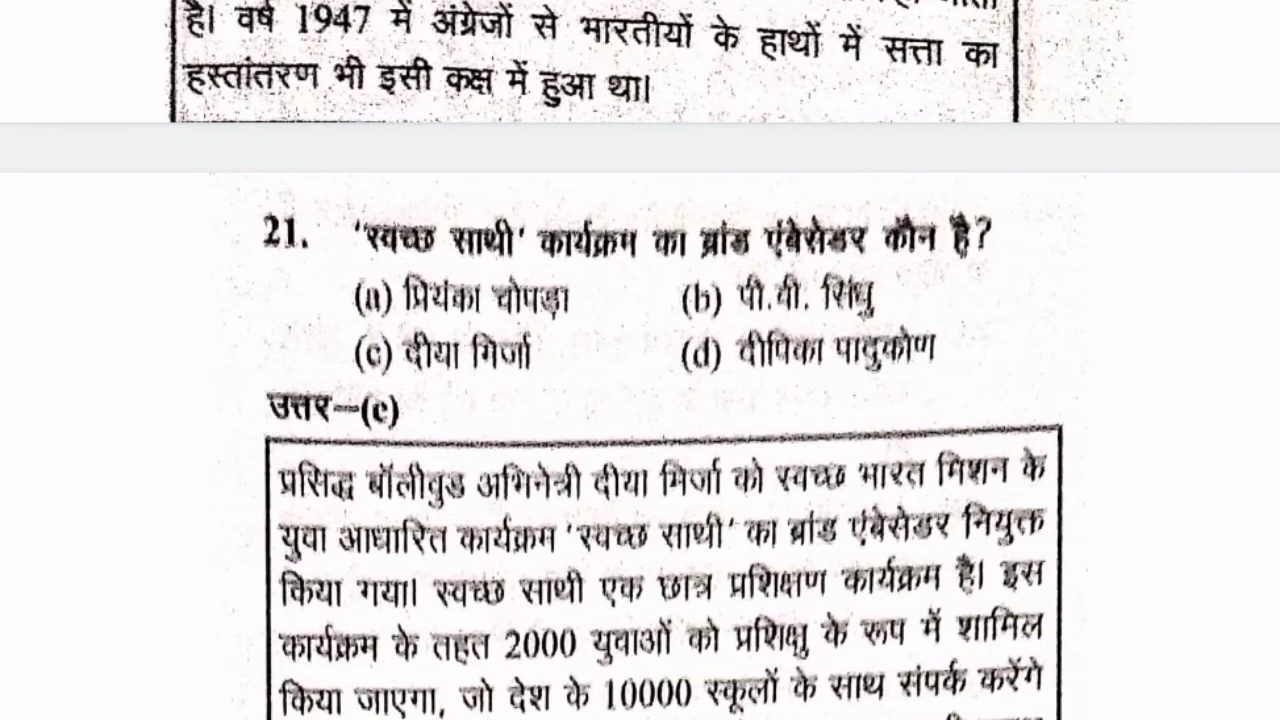 है। वर्ष 1947 में अंग्रेजों से भारतीयों के हाथों में सत्ता का
हस्तांतरण भी इसी कक्ष में हुआ था।
21. 'स्वच्छ साथी' कार्यक्रम का ब्रांड एंबेसेडर कौन है?
(a) प्रियंका चोपड़ा (b) पी.वी. सिंधु
(c) दीया मिर्जा (d) दीपिका पादुकोण
उत्तर—(c)
प्रसिद्ध बॉलीवुड अभिनेत्री दीया मिर्जा को स्वच्छ भारत मिशन के
युवा आधारित कार्यक्रम 'स्वच्छ साथी' का ब्रांड एंबेसेडर नियुक्त
किया गया। स्वच्छ साथी एक छात्र प्रशिक्षण कार्यक्रम है। इस
कार्यक्रम के तहत 2000 युवाओं को प्रशिक्षु के रूप में शामिल
किया जाएगा, जो देश के 10000 स्कूलों के साथ संपर्क करेंगे